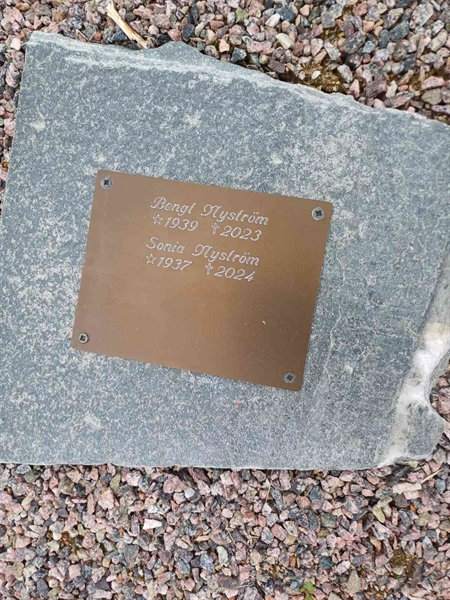 Bengt Nyström
☆1939 ✝2023
Sonia Nyström
☆1937 ✝2024